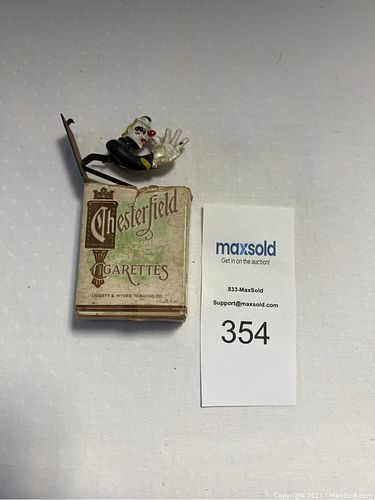 Chesterfield
CIGARETTES
LIGGETT & MYERS TOBACCO CO.
maxsold
Get in on the auction!
833-MaxSold
Support@maxsold.com
354
Copyright 2023 © MaxSold.com